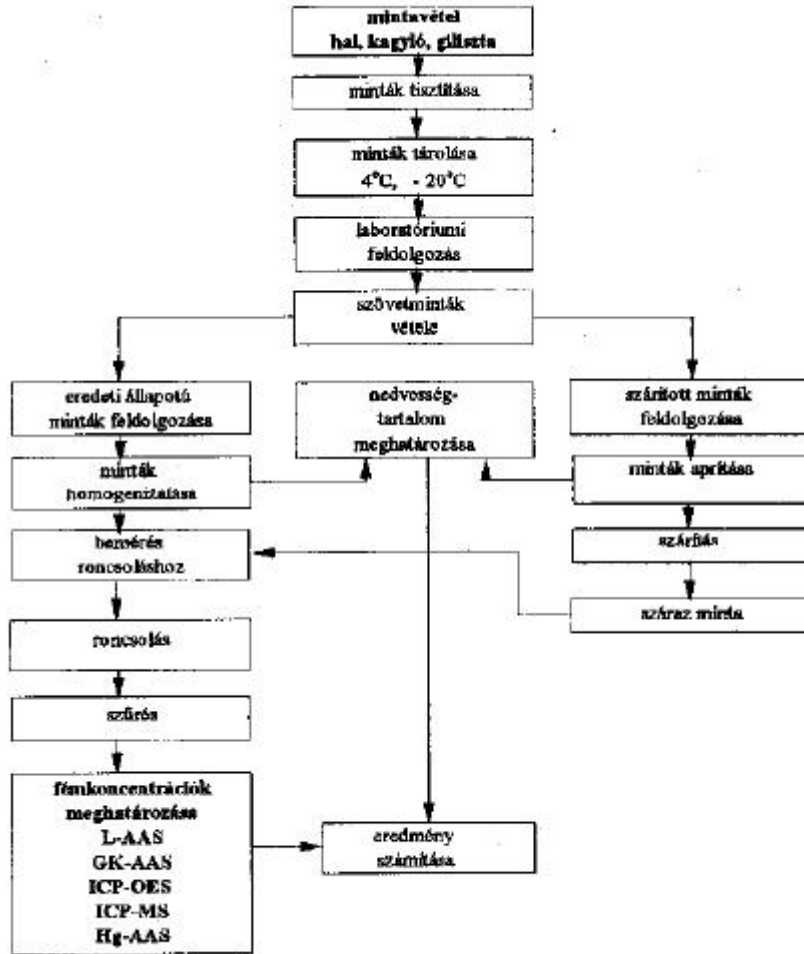 mintavétel
hal, kagyló, giliszta
minták tisztítása
minták tárolása
4°C, - 20°C
laboratóriumi
feldolgozás
szövetminták
vétele
eredeti állapotú
minták feldolgozása
nedvesség-
tartalom
meghatározása
szárított minták
feldolgozása
minták
homogenizálása
minták aprítása
bemérés
roncsoláshoz
szárítás
száraz minta
roncsolás
szűrés
fémkoncentrációk
meghatározása
L-AAS
GK-AAS
ICP-OES
ICP-MS
Hg-AAS
eredmény
számítása